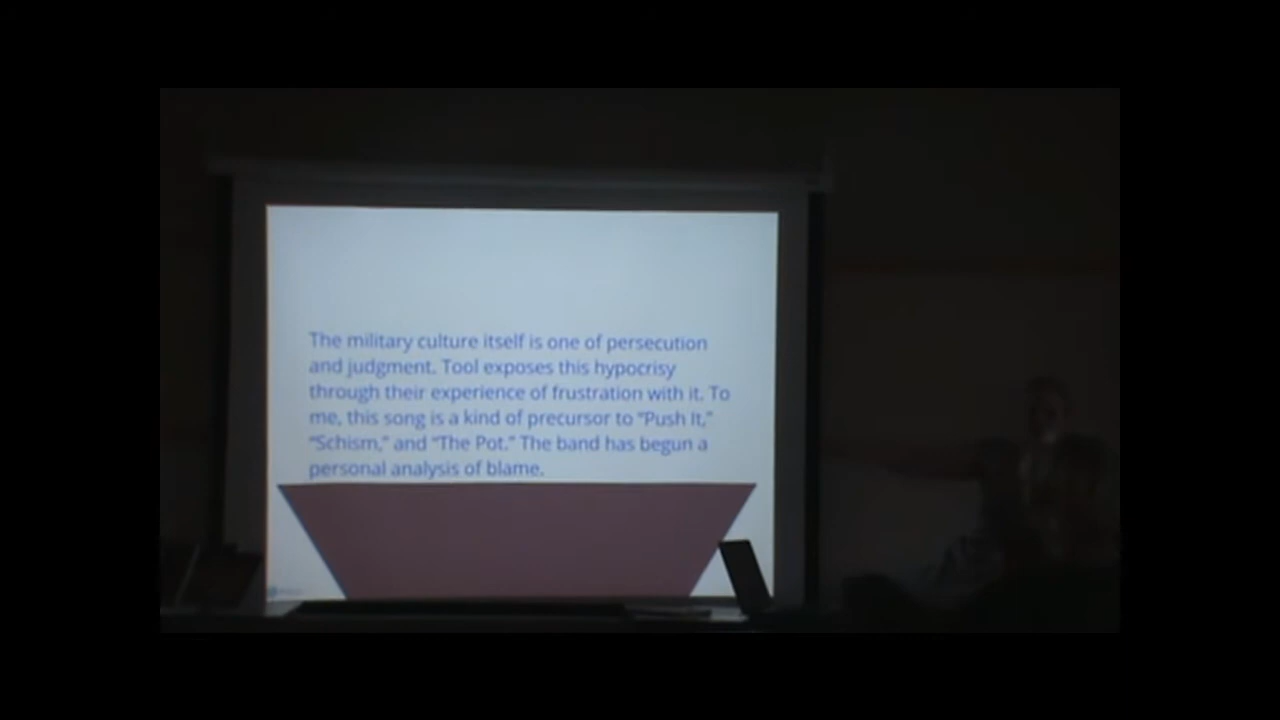 The military culture itself is one of persecution
and judgment. Tool exposes this hypocrisy
through their experience of frustration with it. To
me, this song is a kind of precursor to “Push It,”
“Schism,” and “The Pot.” The band has begun a
personal analysis of blame.